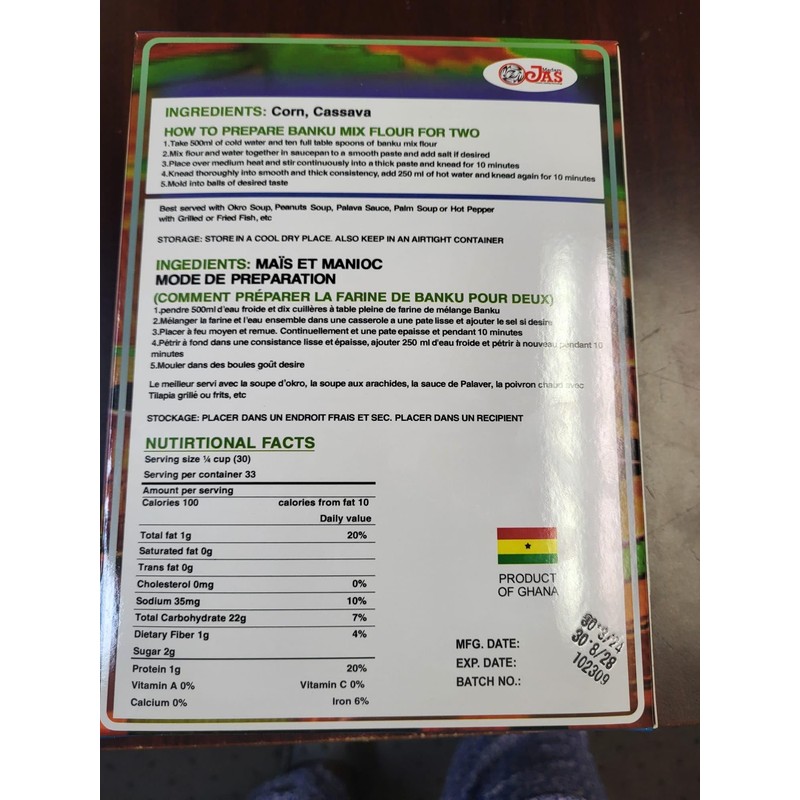 Madam
JAS
INGREDIENTS: Corn, Cassava
HOW TO PREPARE BANKU MIX FLOUR FOR TWO
1.Take 500ml of cold water and ten full table spoons of banku mix flour
2.Mix flour and water together in saucepan to a smooth paste and add salt if desired
3.Place over medium heat and stir continuously into a thick paste and knead for 10 minutes
4.Knead thoroughly into smooth and thick consistency, add 250 ml of hot water and knead again for 10 minutes
5.Mold into balls of desired taste
Best served with Okro Soup, Peanuts Soup, Palava Sauce, Palm Soup or Hot Pepper
with Grilled or Fried Fish, etc
STORAGE: STORE IN A COOL DRY PLACE. ALSO KEEP IN AN AIRTIGHT CONTAINER
INGEDIENTS: MAÏS ET MANIOC
MODE DE PREPARATION
(COMMENT PRÉPARER LA FARINE DE BANKU POUR DEUX)
1.pendre 500ml d'eau froide et dix cuillères à table pleine de farine de mélange Banku
2.Mélanger la farine et l'eau ensemble dans une casserole a une pate lisse et ajouter le sel si desire
3.Placer à feu moyen et remue. Continuellement et une pate epaisse et pendant 10 minutes
4.Pétrir à fond dans une consistance lisse et épaisse, ajouter 250 ml d'eau froide et pétrir à nouveau pendant 10
minutes
5.Mouler dans des boules goût desire
Le meilleur servi avec la soupe d'okro, la soupe aux arachides, la sauce de Palaver, la poivron chaud avec
Tilapia grillé ou frits, etc
STOCKAGE: PLACER DANS UN ENDROIT FRAIS ET SEC. PLACER DANS UN RECIPIENT
NUTIRTIONAL FACTS
Serving size ¼ cup (30)
Serving per container 33
Amount per serving
Calories 100 calories from fat 10
Daily value
Total fat 1g 20%
Saturated fat 0g
Trans fat 0g
Cholesterol 0mg 0%
Sodium 35mg 10%
Total Carbohydrate 22g 7%
Dietary Fiber 1g 4%
Sugar 2g
Protein 1g 20%
Vitamin A 0% Vitamin C 0%
Calcium 0% Iron 6%
PRODUCT
OF GHANA
MFG. DATE: 30·3/24
EXP. DATE: 30·8/28
BATCH NO.: 102309